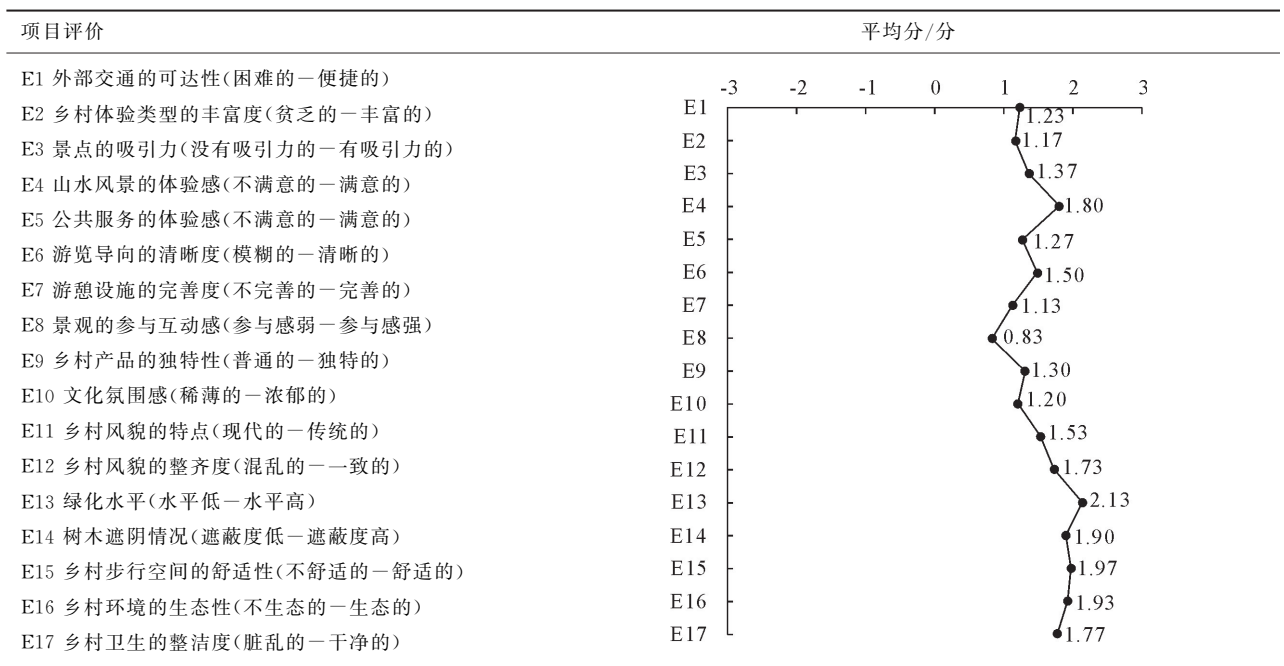 项目评价 平均分/分
E1 外部交通的可达性(困难的－便捷的)
E2 乡村体验类型的丰富度(贫乏的－丰富的)
E3 景点的吸引力(没有吸引力的－有吸引力的)
E4 山水风景的体验感(不满意的－满意的)
E5 公共服务的体验感(不满意的－满意的)
E6 游览导向的清晰度(模糊的－清晰的)
E7 游憩设施的完善度(不完善的－完善的)
E8 景观的参与互动感(参与感弱－参与感强)
E9 乡村产品的独特性(普通的－独特的)
E10 文化氛围感(稀薄的－浓郁的)
E11 乡村风貌的特点(现代的－传统的)
E12 乡村风貌的整齐度(混乱的－一致的)
E13 绿化水平(水平低－水平高)
E14 树木遮阴情况(遮蔽度低－遮蔽度高)
E15 乡村步行空间的舒适性(不舒适的－舒适的)
E16 乡村环境的生态性(不生态的－生态的)
E17 乡村卫生的整洁度(脏乱的－干净的)
-3 -2 -1 0 1 2 3
E1 1.23
E2 1.17
E3 1.37
E4 1.80
E5 1.27
E6 1.50
E7 1.13
E8 0.83
E9 1.30
E10 1.20
E11 1.53
E12 1.73
E13 2.13
E14 1.90
E15 1.97
E16 1.93
E17 1.77